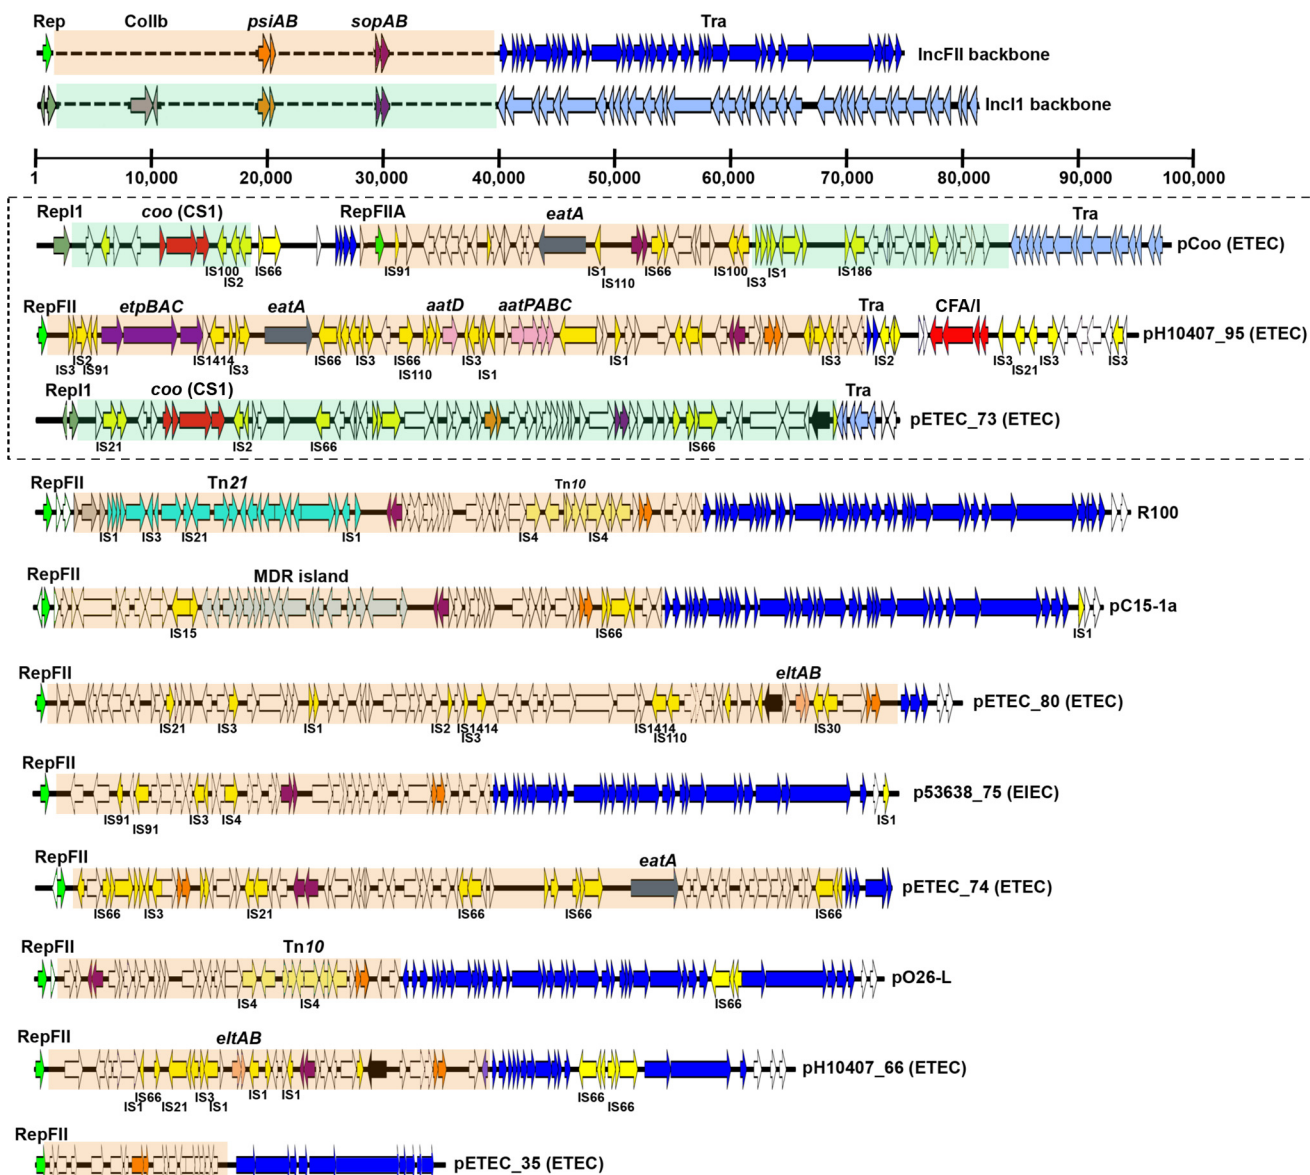 Rep ColIb psiAB sopAB Tra
IncFII backbone
IncI1 backbone
1 10,000 20,000 30,000 40,000 50,000 60,000 70,000 80,000 90,000 100,000
RepI1 coo (CS1) RepFIIA eatA Tra
pCoo (ETEC)
IS100 IS66 IS91 IS1 IS66 IS100 IS1 IS186
IS2 IS110 IS3
RepFII etpBAC eatA aatD aatPABC Tra CFA/I
pH10407_95 (ETEC)
IS2 IS1414 IS66 IS3 IS66 IS3 IS1 IS3 IS2 IS3 IS3 IS3
IS3 IS91 IS3 IS110 IS1 IS21
RepI1 coo (CS1) Tra
pETEC_73 (ETEC)
IS21 IS2 IS66 IS66
RepFII Tn21 Tn10
R100
IS1 IS3 IS21 IS1 IS4 IS4
RepFII MDR island
pC15-1a
IS15 IS66 IS1
RepFII eltAB
pETEC_80 (ETEC)
IS21 IS3 IS1 IS2 IS1414 IS1414 IS30
IS3 IS110
RepFII
p53638_75 (EIEC)
IS91 IS3 IS4 IS1
IS91
RepFII eatA
pETEC_74 (ETEC)
IS66 IS3 IS21 IS66 IS66 IS66
RepFII Tn10
pO26-L
IS4 IS4 IS66
RepFII eltAB
pH10407_66 (ETEC)
IS66 IS3 IS1 IS1 IS66
IS1 IS21 IS1 IS66
RepFII
pETEC_35 (ETEC)